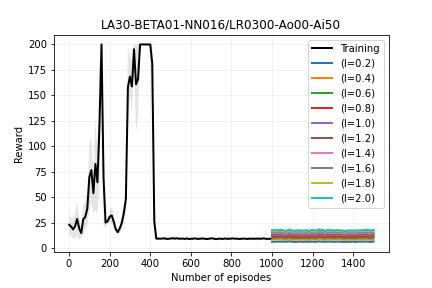 LA30-BETA01-NN016/LR0300-Ao00-Ai50
Reward
200
175
150
125
100
75
50
25
0
0
200
400
600
800
1000
1200
1400
Number of episodes
Training
(l=0.2)
(l=0.4)
(l=0.6)
(l=0.8)
(l=1.0)
(l=1.2)
(l=1.4)
(l=1.6)
(l=1.8)
(l=2.0)